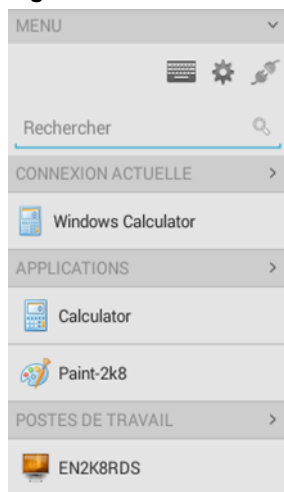 MENU
Rechercher
CONNEXION ACTUELLE
Windows Calculator
APPLICATIONS
Calculator
Paint-2k8
POSTES DE TRAVAIL
EN2K8RDS